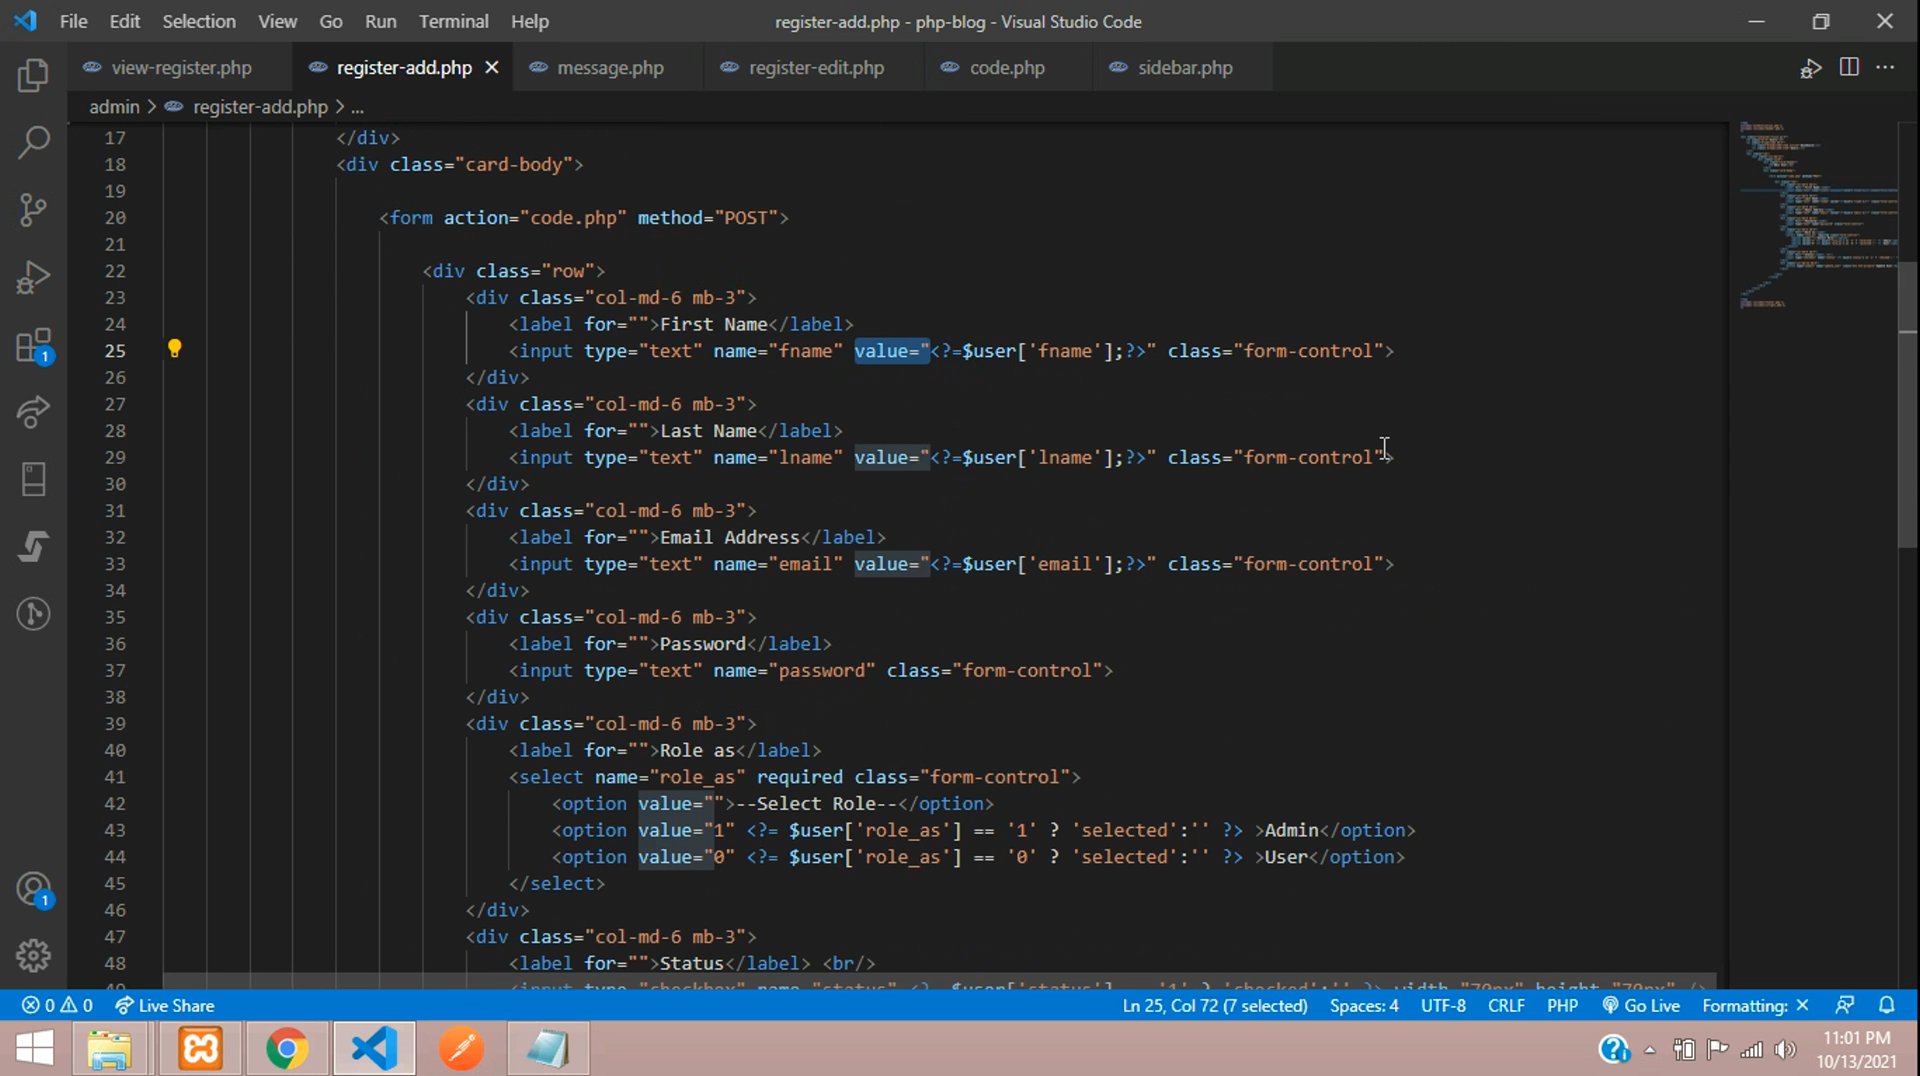 File Edit Selection View Go Run Terminal Help
register-add.php - php-blog - Visual Studio Code
view-register.php register-add.php message.php register-edit.php code.php sidebar.php
admin > register-add.php > ...
17 </div>
18 <div class="card-body">
19
20 <form action="code.php" method="POST">
21
22 <div class="row">
23 <div class="col-md-6 mb-3">
24 <label for="">First Name</label>
25 <input type="text" name="fname" value="<?=$user['fname'];?>" class="form-control">
26 </div>
27 <div class="col-md-6 mb-3">
28 <label for="">Last Name</label>
29 <input type="text" name="lname" value="<?=$user['lname'];?>" class="form-control">
30 </div>
31 <div class="col-md-6 mb-3">
32 <label for="">Email Address</label>
33 <input type="text" name="email" value="<?=$user['email'];?>" class="form-control">
34 </div>
35 <div class="col-md-6 mb-3">
36 <label for="">Password</label>
37 <input type="text" name="password" class="form-control">
38 </div>
39 <div class="col-md-6 mb-3">
40 <label for="">Role as</label>
41 <select name="role_as" required class="form-control">
42 <option value="">--Select Role--</option>
43 <option value="1" <?= $user['role_as'] == '1' ? 'selected':'' ?> >Admin</option>
44 <option value="0" <?= $user['role_as'] == '0' ? 'selected':'' ?> >User</option>
45 </select>
46 </div>
47 <div class="col-md-6 mb-3">
48 <label for="">Status</label> <br/>
1
1
0 0 Live Share
Ln 25, Col 72 (7 selected) Spaces: 4 UTF-8 CRLF PHP Go Live Formatting: ×
11:01 PM
10/13/2021